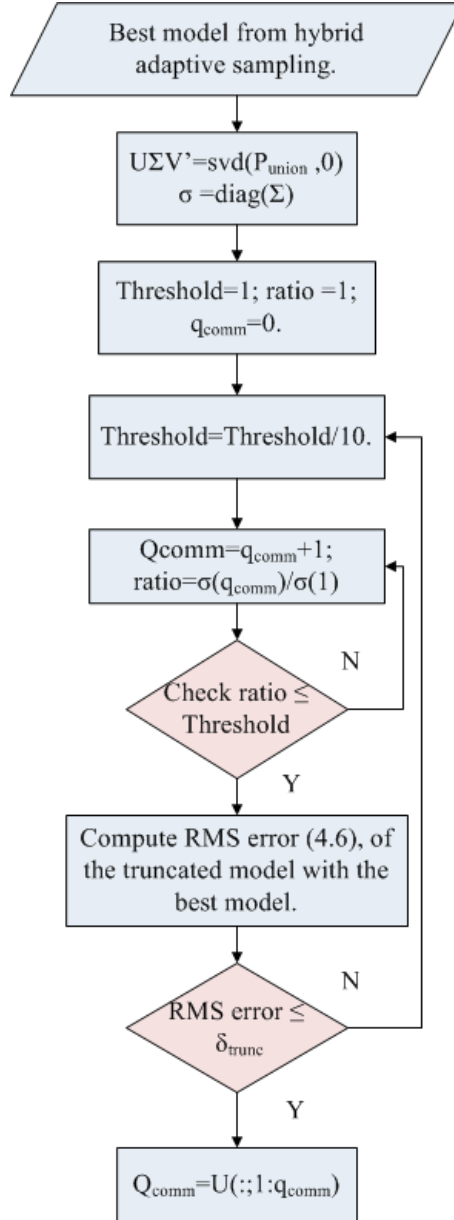 Best model from hybrid
adaptive sampling.
UΣV’=svd(Punion ,0)
σ =diag(Σ)
Threshold=1; ratio =1;
qcomm=0.
Threshold=Threshold/10.
Qcomm=qcomm+1;
ratio=σ(qcomm)/σ(1)
N
Check ratio ≤
Threshold
Y
Compute RMS error (4.6), of
the truncated model with the
best model.
N
RMS error ≤
δtrunc
Y
Qcomm=U(:;1:qcomm)